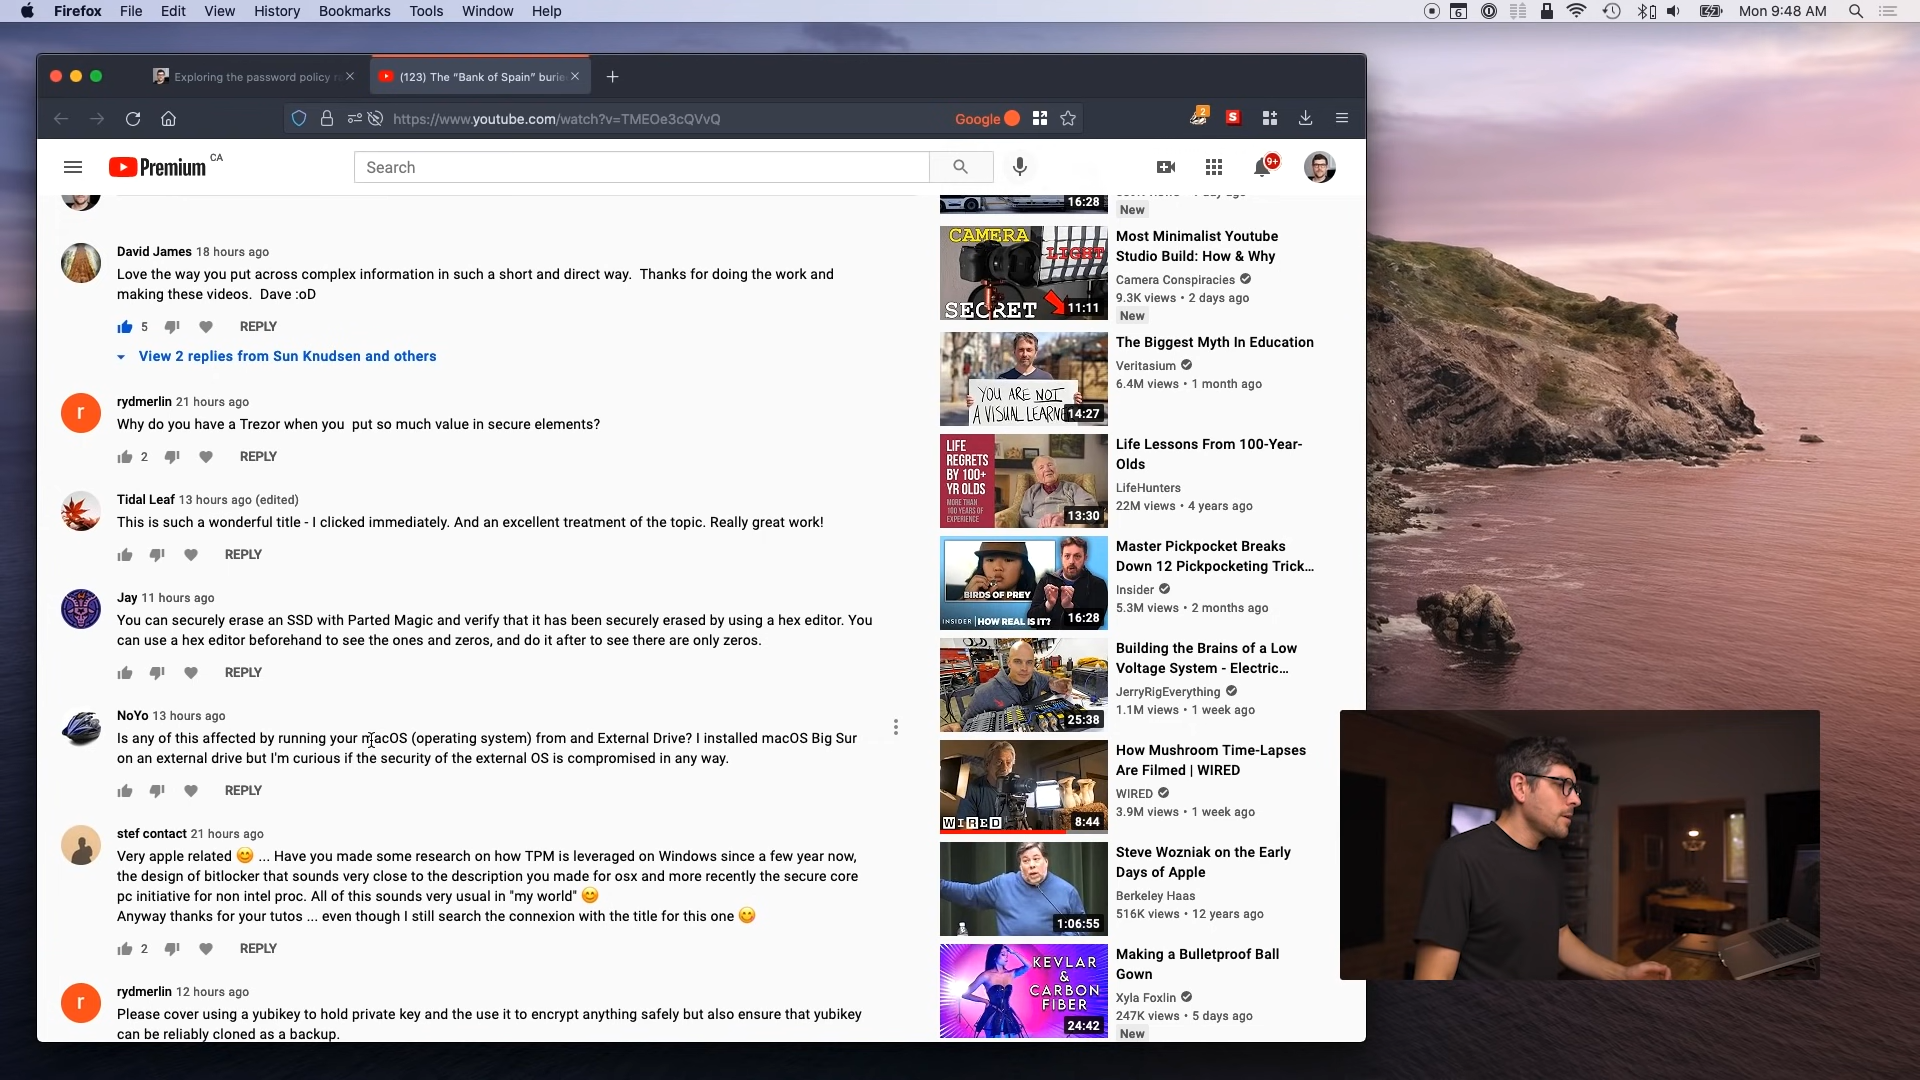 Firefox File Edit View History Bookmarks Tools Window Help
6
Mon 9:48 AM
Exploring the password policy
(123) The “Bank of Spain” burie
https://www.youtube.com/watch?v=TMEOe3cQVvQ
Google
2
S
Premium CA
Search
9+
David James 18 hours ago
Love the way you put across complex information in such a short and direct way. Thanks for doing the work and
making these videos. Dave :oD
5 REPLY
View 2 replies from Sun Knudsen and others
r
rydmerlin 21 hours ago
Why do you have a Trezor when you put so much value in secure elements?
2 REPLY
Tidal Leaf 13 hours ago (edited)
This is such a wonderful title - I clicked immediately. And an excellent treatment of the topic. Really great work!
REPLY
Jay 11 hours ago
You can securely erase an SSD with Parted Magic and verify that it has been securely erased by using a hex editor. You
can use a hex editor beforehand to see the ones and zeros, and do it after to see there are only zeros.
REPLY
NoYo 13 hours ago
Is any of this affected by running your macOS (operating system) from and External Drive? I installed macOS Big Sur
on an external drive but I'm curious if the security of the external OS is compromised in any way.
REPLY
stef contact 21 hours ago
Very apple related 😊 ... Have you made some research on how TPM is leveraged on Windows since a few year now,
the design of bitlocker that sounds very close to the description you made for osx and more recently the secure core
pc initiative for non intel proc. All of this sounds very usual in "my world" 😊
Anyway thanks for your tutos ... even though I still search the connexion with the title for this one 😋
2 REPLY
r
rydmerlin 12 hours ago
Please cover using a yubikey to hold private key and the use it to encrypt anything safely but also ensure that yubikey
can be reliably cloned as a backup.
16:28
New
CAMERA
LIGHT
SECRET
11:11
Most Minimalist Youtube
Studio Build: How & Why
Camera Conspiracies
9.3K views • 2 days ago
New
YOU ARE NOT
A VISUAL LEARNE
14:27
The Biggest Myth In Education
Veritasium
6.4M views • 1 month ago
LIFE
REGRETS
BY 100+
YR OLDS
MORE THAN
100 YEARS OF
EXPERIENCE
13:30
Life Lessons From 100-Year-
Olds
LifeHunters
22M views • 4 years ago
BIRDS OF PREY
INSIDER HOW REAL IS IT?
16:28
Master Pickpocket Breaks
Down 12 Pickpocketing Trick...
Insider
5.3M views • 2 months ago
25:38
Building the Brains of a Low
Voltage System - Electric...
JerryRigEverything
1.1M views • 1 week ago
WIRED
8:44
How Mushroom Time-Lapses
Are Filmed | WIRED
WIRED
3.9M views • 1 week ago
1:06:55
Steve Wozniak on the Early
Days of Apple
Berkeley Haas
516K views • 12 years ago
KEVLAR
&
CARBON
FIBER
24:42
Making a Bulletproof Ball
Gown
Xyla Foxlin
247K views • 5 days ago
New